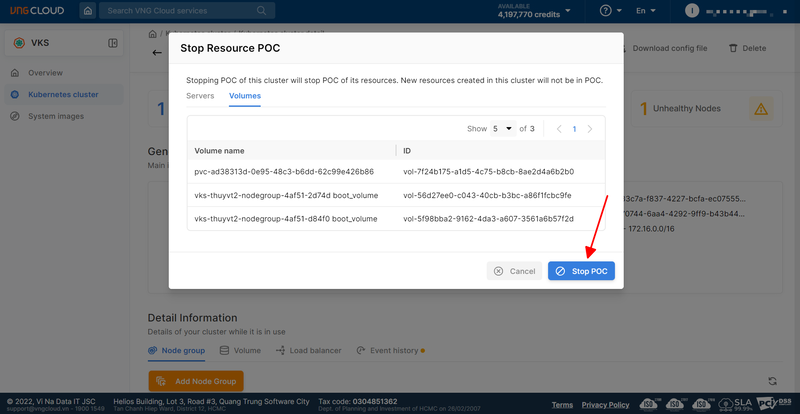 VNG CLOUD
Search VNG Cloud services
AVAILABLE
4,197,770 credits
En
I
VKS
Overview
Kubernetes cluster
System images
Download config file
Delete
Stop Resource POC
Stopping POC of this cluster will stop POC of its resources. New resources created in this cluster will not be in POC.
Servers
Volumes
Show 5 of 3
1
Volume name
ID
pvc-ad38313d-0e95-48c3-b6dd-62c99e426b86
vol-7f24b175-a1d5-4c75-b8cb-8ae2d4a6b2b0
vks-thuyvt2-nodegroup-4af51-2d74d boot_volume
vol-56d27ee0-c043-40cb-b3bc-a86f1fcbc9fe
vks-thuyvt2-nodegroup-4af51-d84f0 boot_volume
vol-5f98bba2-9162-4da3-a607-3561a6b57f2d
Cancel
Stop POC
1
1
Unhealthy Nodes
Gen
Main
3c7a-f837-4227-bcfa-ec07555...
0744-6aa4-4292-9ff9-b43b44...
- 172.16.0.0/16
Detail Information
Details of your cluster while it is in use
Node group
Volume
Load balancer
Event history
Add Node Group
© 2022, Vi Na Data IT JSC
support@vngcloud.vn - 1900 1549
Helios Building, Lot 3, Road #3, Quang Trung Software City
Tan Chanh Hiep Ward, District 12, HCMC
Tax code: 0304851362
Dept. of Planning and Investment of HCMC on 26/02/2007
Terms
Privacy Policy
SLA
99.99%
PCI DSS